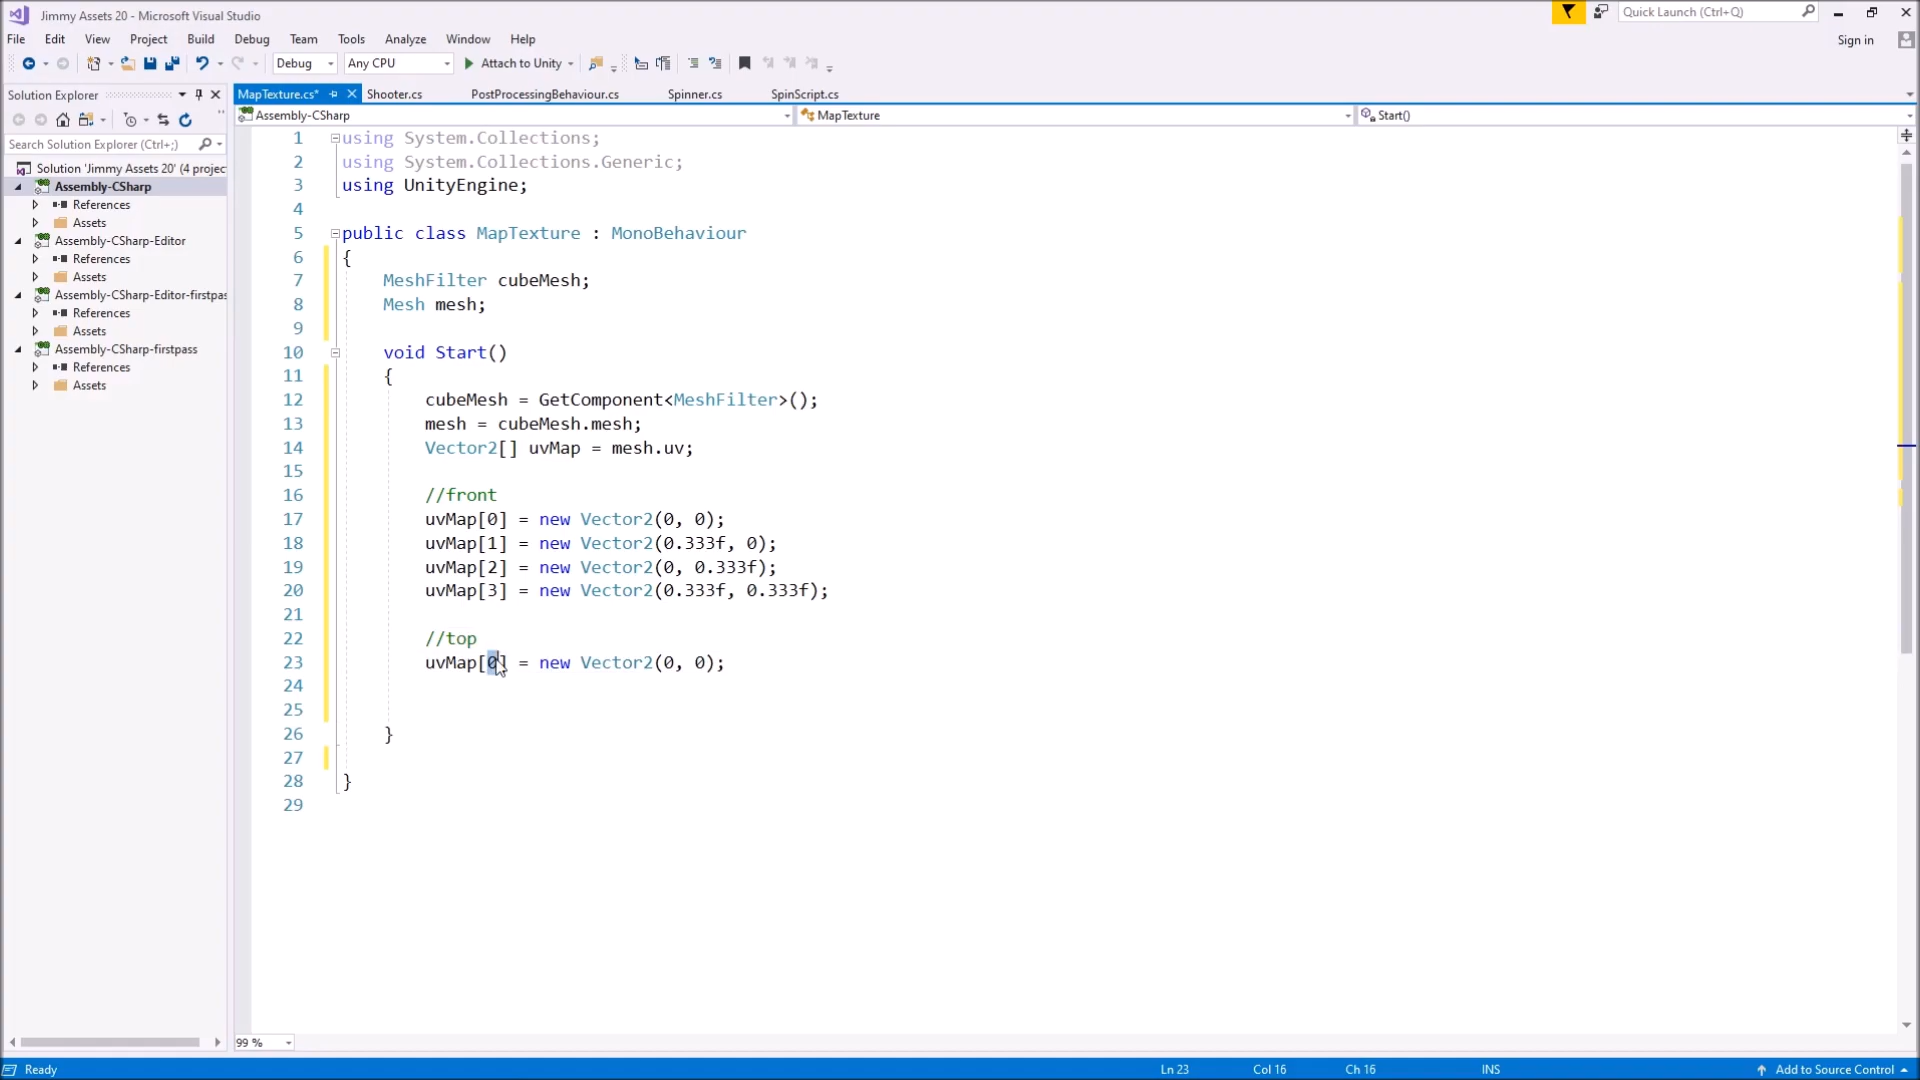 Jimmy Assets 20 - Microsoft Visual Studio
Quick Launch (Ctrl+Q)
File Edit View Project Build Debug Team Tools Analyze Window Help
Sign in
Debug Any CPU Attach to Unity
Solution Explorer
MapTexture.cs* Shooter.cs PostProcessingBehaviour.cs Spinner.cs SpinScript.cs
Assembly-CSharp MapTexture Start()
Search Solution Explorer (Ctrl+;)
Solution 'Jimmy Assets 20' (4 projec
Assembly-CSharp
References
Assets
Assembly-CSharp-Editor
References
Assets
Assembly-CSharp-Editor-firstpas
References
Assets
Assembly-CSharp-firstpass
References
Assets
1 using System.Collections;
2 using System.Collections.Generic;
3 using UnityEngine;
4
5 public class MapTexture : MonoBehaviour
6 {
7 MeshFilter cubeMesh;
8 Mesh mesh;
9
10 void Start()
11 {
12 cubeMesh = GetComponent<MeshFilter>();
13 mesh = cubeMesh.mesh;
14 Vector2[] uvMap = mesh.uv;
15
16 //front
17 uvMap[0] = new Vector2(0, 0);
18 uvMap[1] = new Vector2(0.333f, 0);
19 uvMap[2] = new Vector2(0, 0.333f);
20 uvMap[3] = new Vector2(0.333f, 0.333f);
21
22 //top
23 uvMap[0] = new Vector2(0, 0);
24
25
26 }
27
28 }
29
99 %
Ready Ln 23 Col 16 Ch 16 INS Add to Source Control